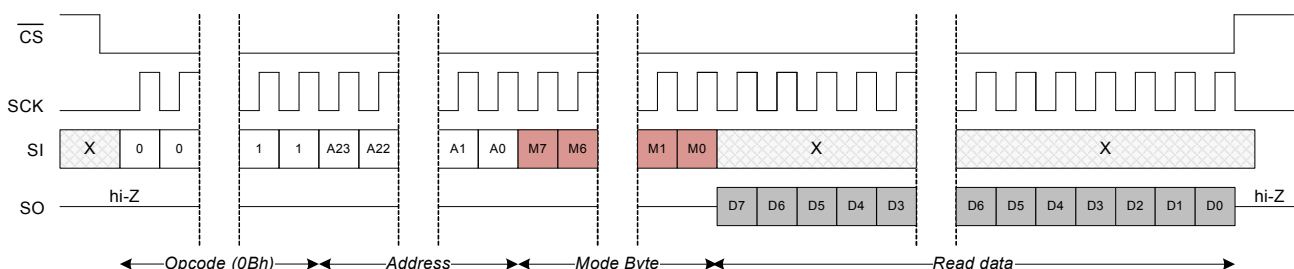 CS
SCK
SI X 0 0 1 1 A23 A22 A1 A0 M7 M6 M1 M0 X X
hi-Z
SO D7 D6 D5 D4 D3 D6 D5 D4 D3 D2 D1 D0 hi-Z
Opcode (0Bh) Address Mode Byte Read data